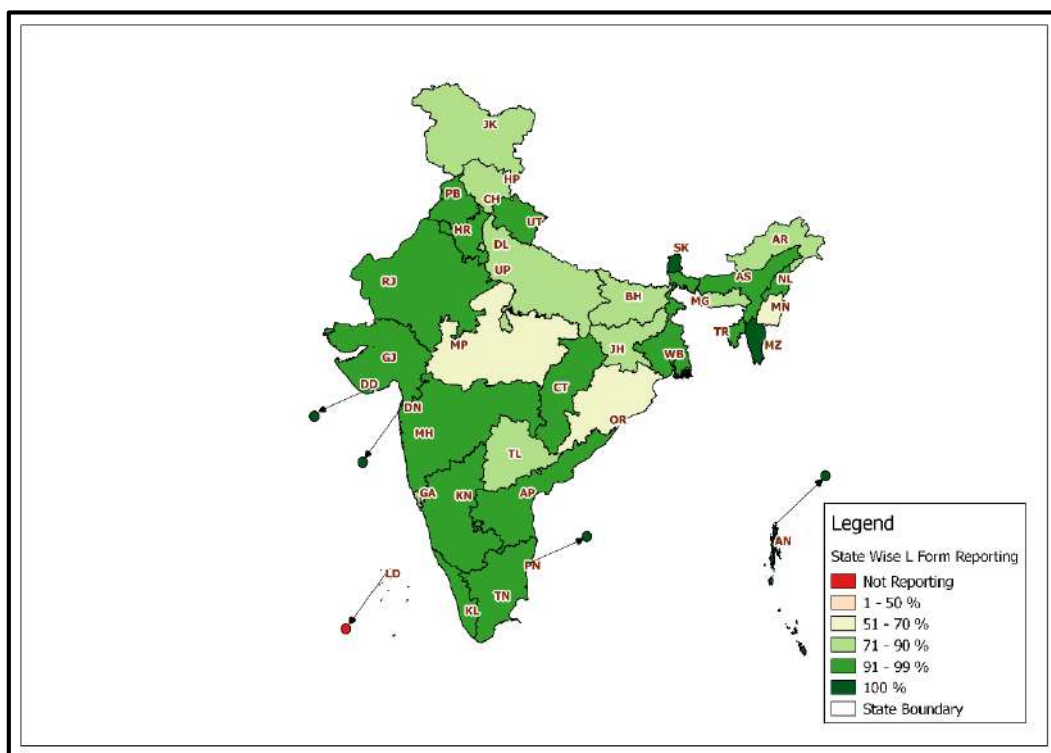 JK
HP
PB
CH
UT
HR
DL
SK
AR
UP
AS
NL
RJ
BH
MG
MN
TR
MP
JH
WB
MZ
GJ
CT
DD
DN
OR
MH
TL
GA
KN
AP
AN
PN
LD
TN
KL
Legend
State Wise L Form Reporting
Not Reporting
1 - 50 %
51 - 70 %
71 - 90 %
91 - 99 %
100 %
State Boundary